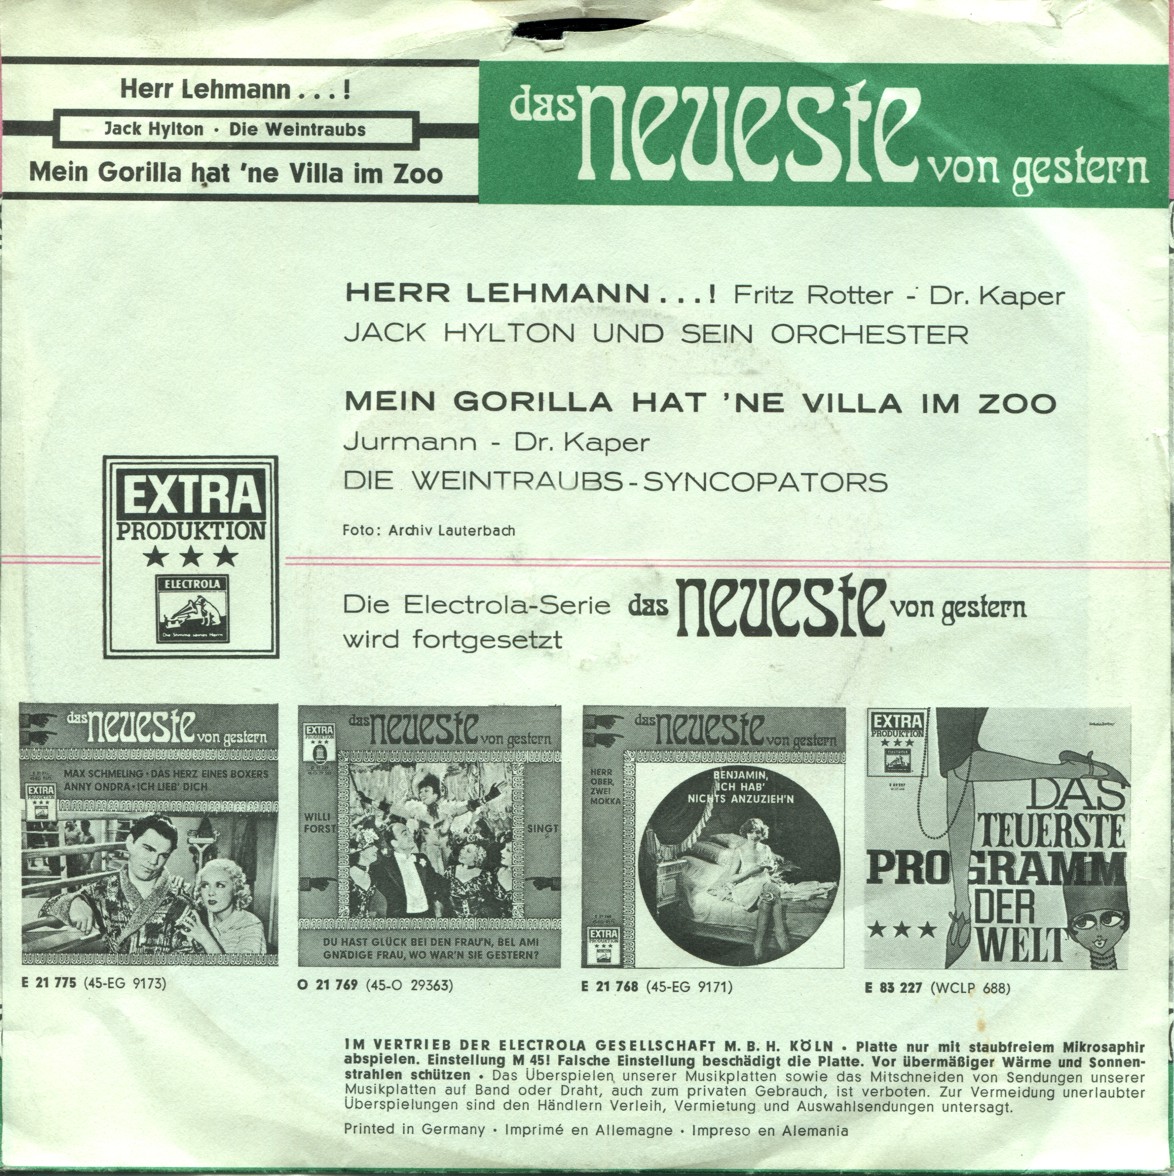 Herr Lehmann . . . !
Jack Hylton · Die Weintraubs
Mein Gorilla hat 'ne Villa im Zoo
das neueste von gestern
HERR LEHMANN . . . ! Fritz Rotter - Dr. Kaper
JACK HYLTON UND SEIN ORCHESTER
MEIN GORILLA HAT 'NE VILLA IM ZOO
Jurmann - Dr. Kaper
DIE WEINTRAUBS-SYNCOPATORS
Foto: Archiv Lauterbach
EXTRA
PRODUKTION
ELECTROLA
Die Stimme seines Herrn
Die Electrola-Serie das neueste von gestern
wird fortgesetzt
das neueste von gestern
MAX SCHMELING · DAS HERZ EINES BOXERS
ANNY ONDRA · ICH LIEB' DICH
EXTRA
E 21 775 (45-EG 9173)
das neueste von gestern
EXTRA
WILLI
FORST
SINGT
DU HAST GLÜCK BEI DEN FRAU'N, BEL AMI
GNÄDIGE FRAU, WO WAR'N SIE GESTERN?
O 21 769 (45-O 29363)
das neueste von gestern
HERR
OBER,
ZWEI
MOKKA
BENJAMIN,
ICH HAB'
NICHTS ANZUZIEH'N
EXTRA
E 21 768 (45-EG 9171)
EXTRA
PRODUKTION
DAS
TEUERSTE
PROGRAMM
DER
WELT
E 83 227 (WCLP 688)
IM VERTRIEB DER ELECTROLA GESELLSCHAFT M. B. H. KÖLN · Platte nur mit staubfreiem Mikrosaphir
abspielen. Einstellung M 45! Falsche Einstellung beschädigt die Platte. Vor übermäßiger Wärme und Sonnen-
strahlen schützen · Das Überspielen unserer Musikplatten sowie das Mitschneiden von Sendungen unserer
Musikplatten auf Band oder Draht, auch zum privaten Gebrauch, ist verboten. Zur Vermeidung unerlaubter
Überspielungen sind den Händlern Verleih, Vermietung und Auswahlsendungen untersagt.
Printed in Germany · Imprimé en Allemagne · Impreso en Alemania